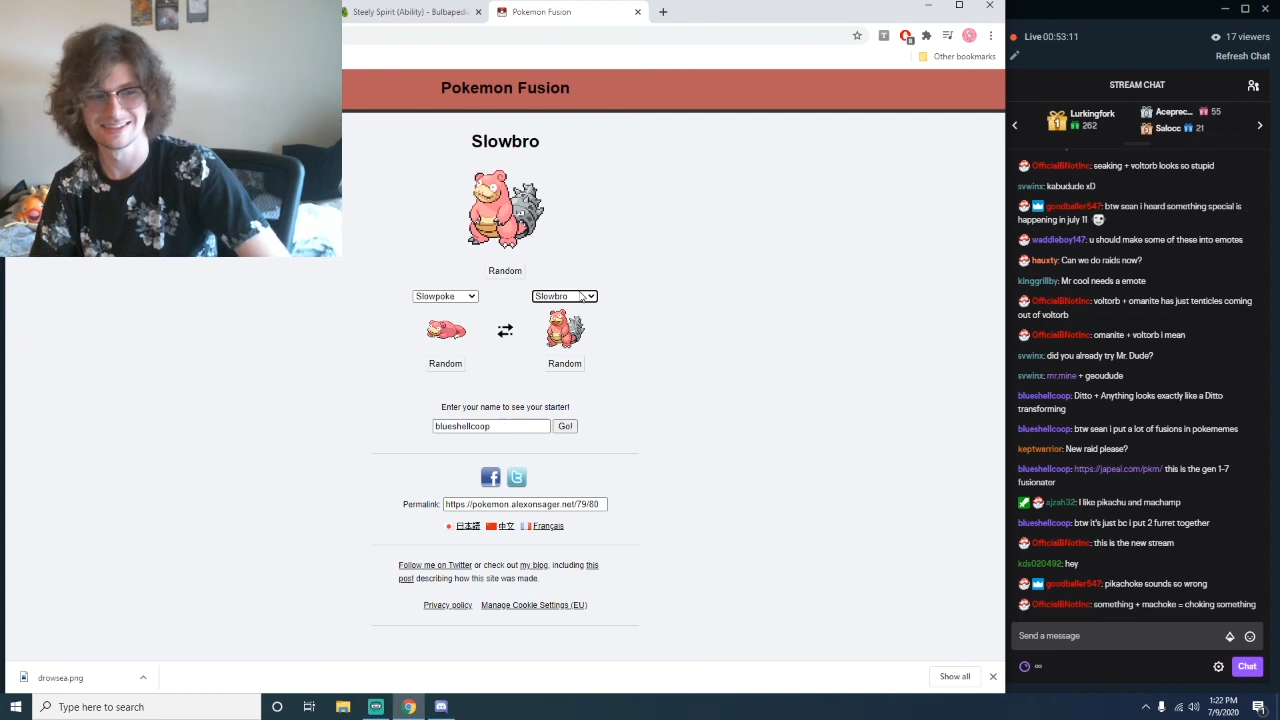 Steely Spirit (Ability) - Bulbaped
Pokemon Fusion
Other bookmarks
Pokemon Fusion
Slowbro
Random
Slowpoke
Slowbro
Random
Random
Enter your name to see your starter!
blueshellcoop
Go!
Permalink: https://pokemon.alexonsager.net/79/80
日本語 中文 Français
Follow me on Twitter or check out my blog, including this
post describing how this site was made.
Privacy policy Manage Cookie Settings (EU)
drowsea.png
Show all
Type here to search
1:22 PM
7/9/2020
Live 00:53:11
17 viewers
Refresh Chat
STREAM CHAT
1
Lurkingfork
262
2 Aceprec... 55
3 Salocc 21
OfficialBNotInc: seaking + voltorb looks so stupid
svwinx: kabudude xD
goodballer547: btw sean i heard something special is
happening in july 11
waddleboy147: u should make some of these into emotes
hauxty: Can we do raids now?
kinggrillby: Mr cool needs a emote
OfficialBNotInc: voltorb + omanite has just tenticles coming
out of voltorb
OfficialBNotInc: omanite + voltorb i mean
svwinx: did you already try Mr. Dude?
svwinx: mr.mine + geoudude
blueshellcoop: Ditto + Anything looks exactly like a Ditto
transforming
blueshellcoop: btw sean i put a lot of fusions in pokememes
keptwarrior: New raid please?
blueshellcoop: https://japeal.com/pkm/ this is the gen 1-7
fusionater
ajzah32: I like pikachu and machamp
blueshellcoop: btw it's just bc i put 2 furret together
OfficialBNotInc: this is the new stream
kds020492: hey
goodballer547: pikachoke sounds so wrong
OfficialBNotInc: something + machoke = choking something
Send a message
∞
Chat